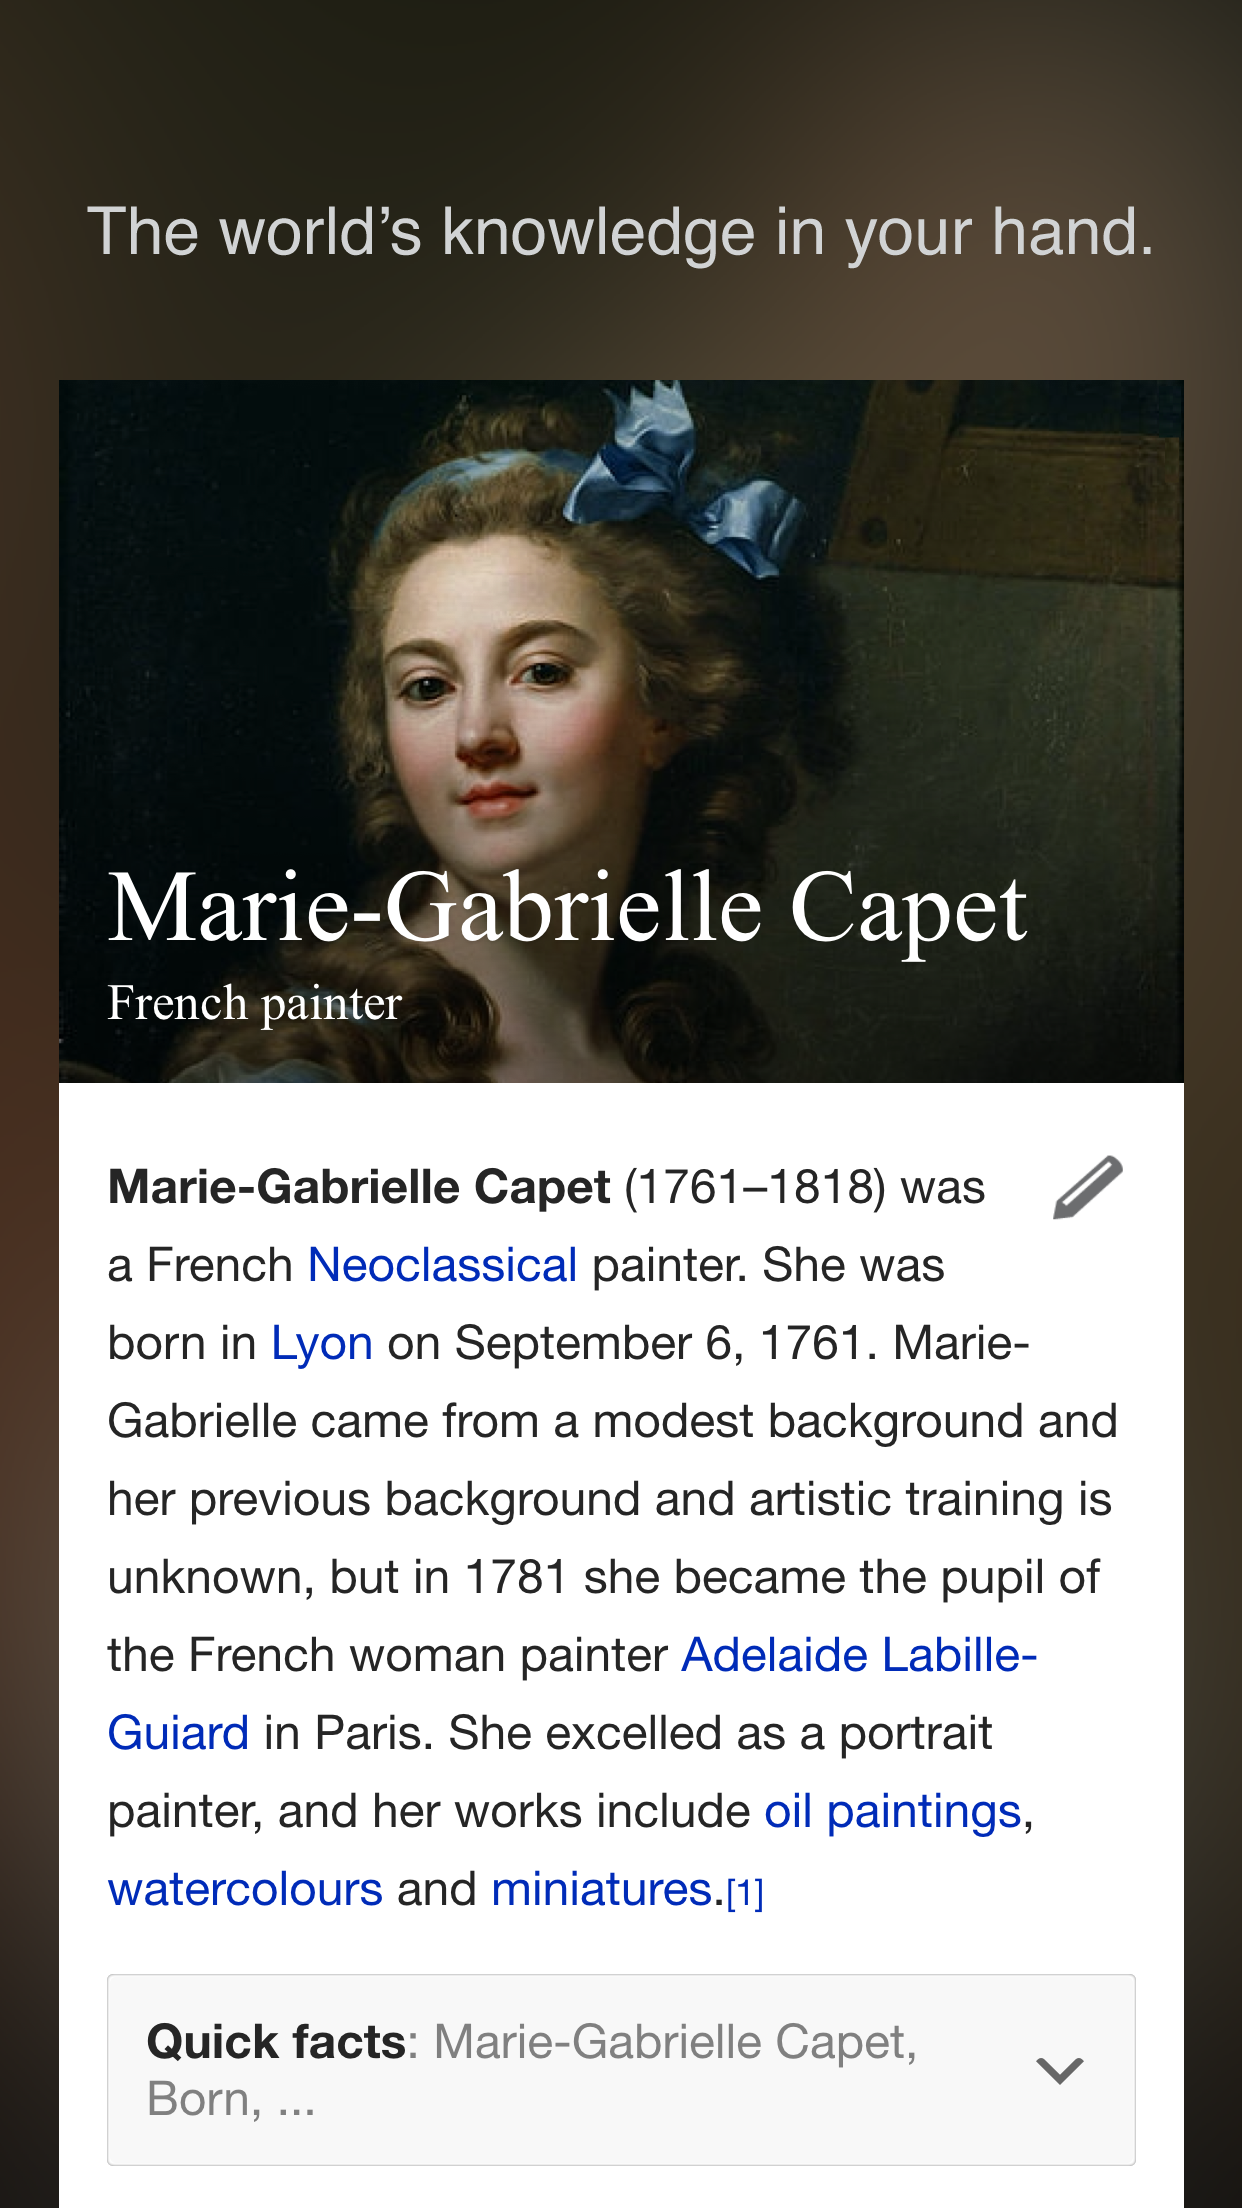 The world’s knowledge in your hand.
Marie-Gabrielle Capet
French painter
Marie-Gabrielle Capet (1761–1818) was
a French Neoclassical painter. She was
born in Lyon on September 6, 1761. Marie-
Gabrielle came from a modest background and
her previous background and artistic training is
unknown, but in 1781 she became the pupil of
the French woman painter Adelaide Labille-
Guiard in Paris. She excelled as a portrait
painter, and her works include oil paintings,
watercolours and miniatures.[1]
Quick facts: Marie-Gabrielle Capet,
Born, ...